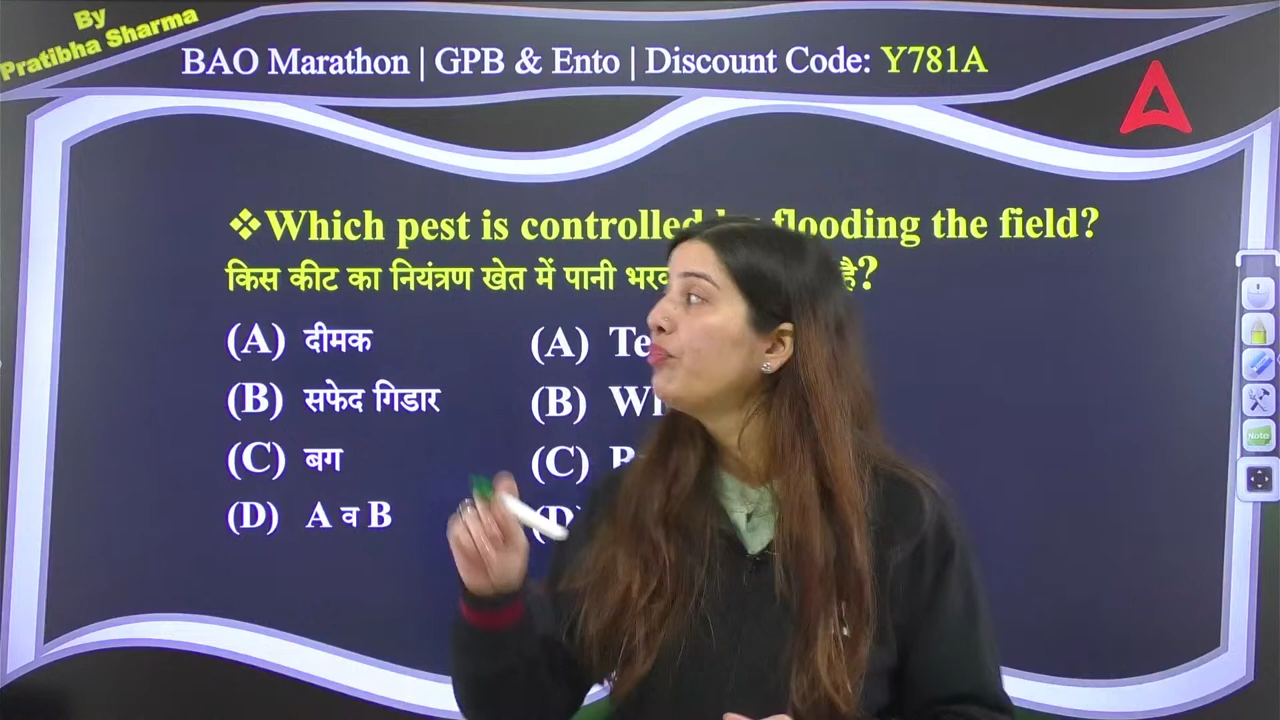 By
Pratibha Sharma
BAO Marathon | GPB & Ento | Discount Code: Y781A
❖Which pest is controlled flooding the field?
किस कीट का नियंत्रण खेत में पानी है?
(A) दीमक (A)
(B) सफेद गिडार (B)
(C) बग (C)
(D) A व B (D)
Note